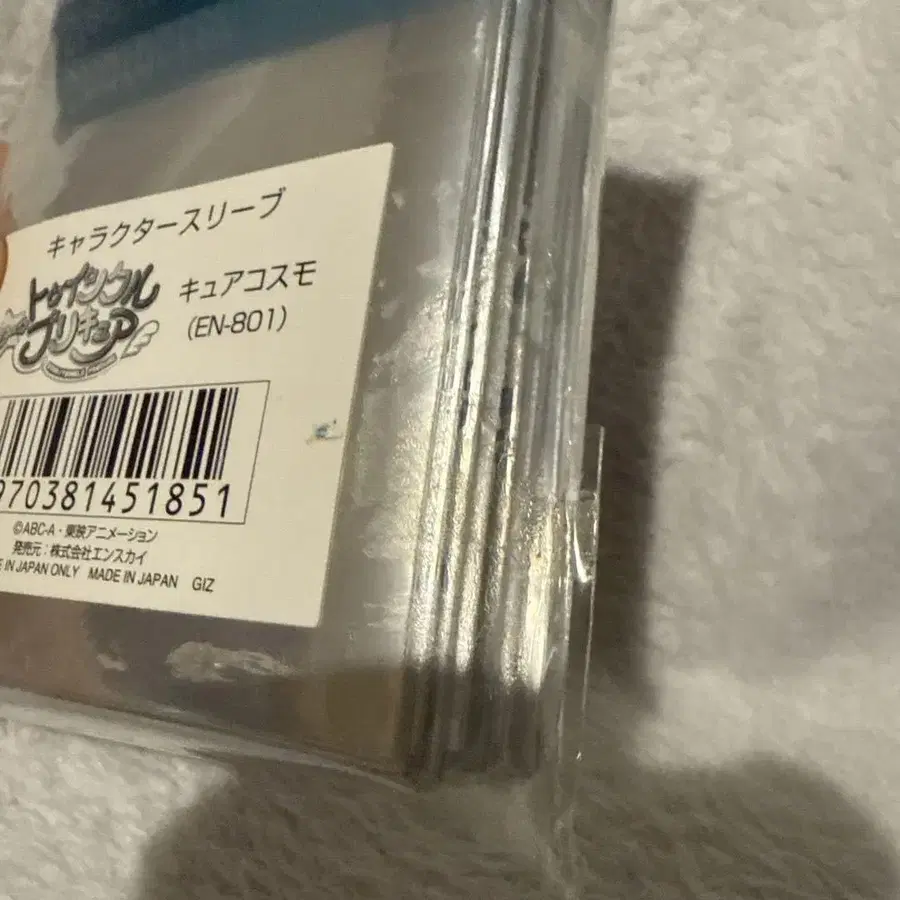 キャラクタースリーブ
トゥインクル
プリキュア
キュアコスモ
(EN-801)
970381451851
©ABC-A・東映アニメーション
発売元：株式会社エンスカイ
IN JAPAN ONLY MADE IN JAPAN GIZ